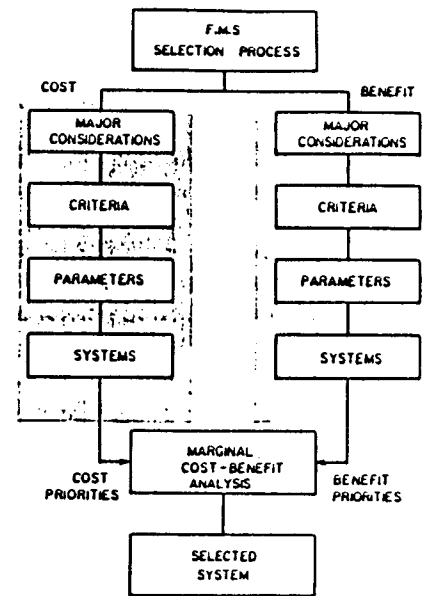 F.M.S
SELECTION PROCESS
COST
BENEFIT
MAJOR
CONSIDERATIONS
CRITERIA
PARAMETERS
SYSTEMS
MAJOR
CONSIDERATIONS
CRITERIA
PARAMETERS
SYSTEMS
COST
PRIORITIES
MARGINAL
COST-BENEFIT
ANALYSIS
BENEFIT
PRIORITIES
SELECTED
SYSTEM